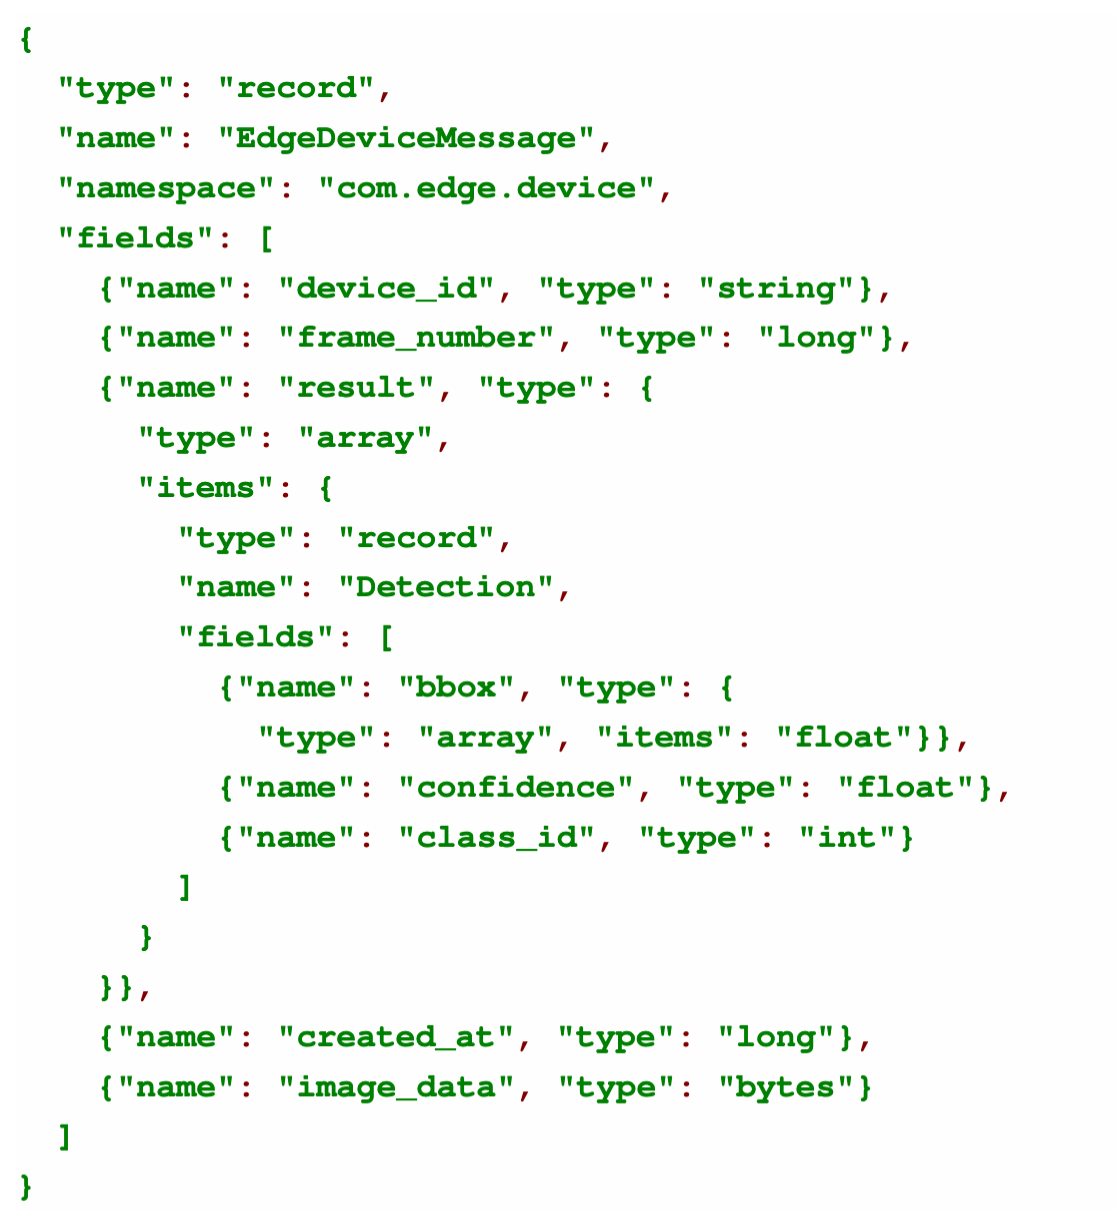 {
  "type": "record",
  "name": "EdgeDeviceMessage",
  "namespace": "com.edge.device",
  "fields": [
    {"name": "device_id", "type": "string"},
    {"name": "frame_number", "type": "long"},
    {"name": "result", "type": {
      "type": "array",
      "items": {
        "type": "record",
        "name": "Detection",
        "fields": [
          {"name": "bbox", "type": {
            "type": "array", "items": "float"}},
          {"name": "confidence", "type": "float"},
          {"name": "class_id", "type": "int"}
        ]
      }
    }},
    {"name": "created_at", "type": "long"},
    {"name": "image_data", "type": "bytes"}
  ]
}